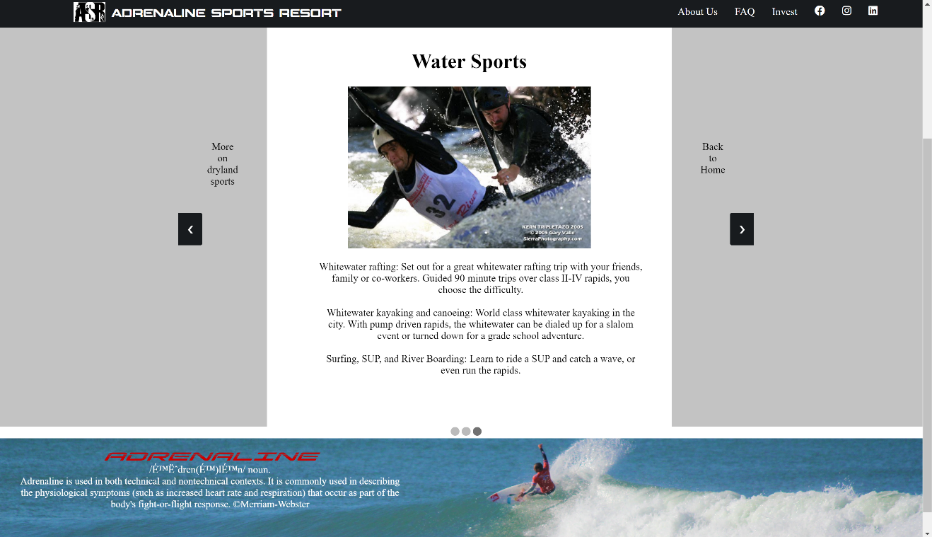 ASR ADRENALINE SPORTS RESORT
About Us FAQ Invest
Water Sports
32
KERN TRIPLETAZO 2005
© 2005 Gary Valle
SierraPhotography.com
More
on
dryland
sports
Back
to
Home
‹
›
Whitewater rafting: Set out for a great whitewater rafting trip with your friends,
family or co-workers. Guided 90 minute trips over class II-IV rapids, you
choose the difficulty.
Whitewater kayaking and canoeing: World class whitewater kayaking in the
city. With pump driven rapids, the whitewater can be dialed up for a slalom
event or turned down for a grade school adventure.
Surfing, SUP, and River Boarding: Learn to ride a SUP and catch a wave, or
even run the rapids.
ADRENALINE
/É™Ëˆdren(É™)lÉ™n/ noun.
Adrenaline is used in both technical and nontechnical contexts. It is commonly used in describing
the physiological symptoms (such as increased heart rate and respiration) that occur as part of the
body's fight-or-flight response. ©Merriam-Webster